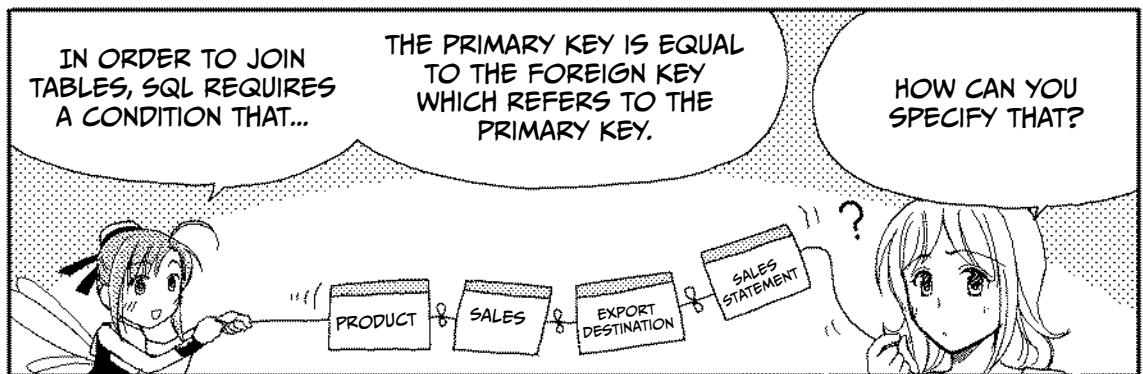 IN ORDER TO JOIN
TABLES, SQL REQUIRES
A CONDITION THAT...
THE PRIMARY KEY IS EQUAL
TO THE FOREIGN KEY
WHICH REFERS TO THE
PRIMARY KEY.
HOW CAN YOU
SPECIFY THAT?
?
PRODUCT
SALES
EXPORT
DESTINATION
SALES
STATEMENT